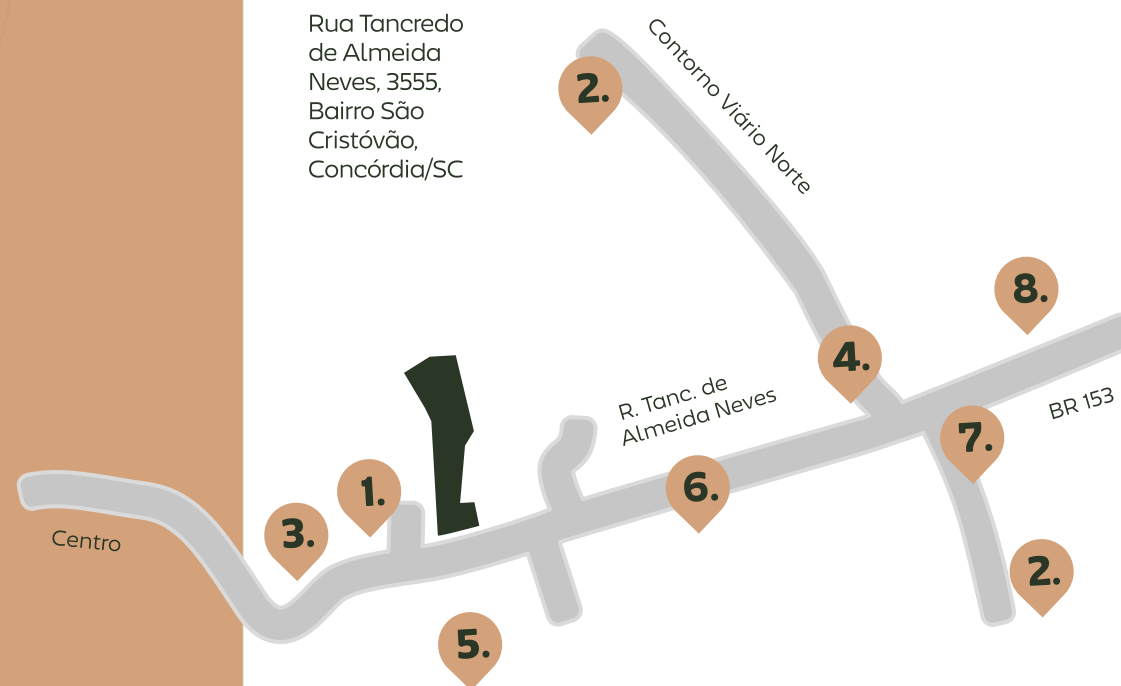 Rua Tancredo
de Almeida
Neves, 3555,
Bairro São
Cristóvão,
Concórdia/SC
Contorno Viário Norte
2.
8.
4.
R. Tanc. de
Almeida Neves
BR 153
7.
6.
1.
3.
Centro
2.
5.